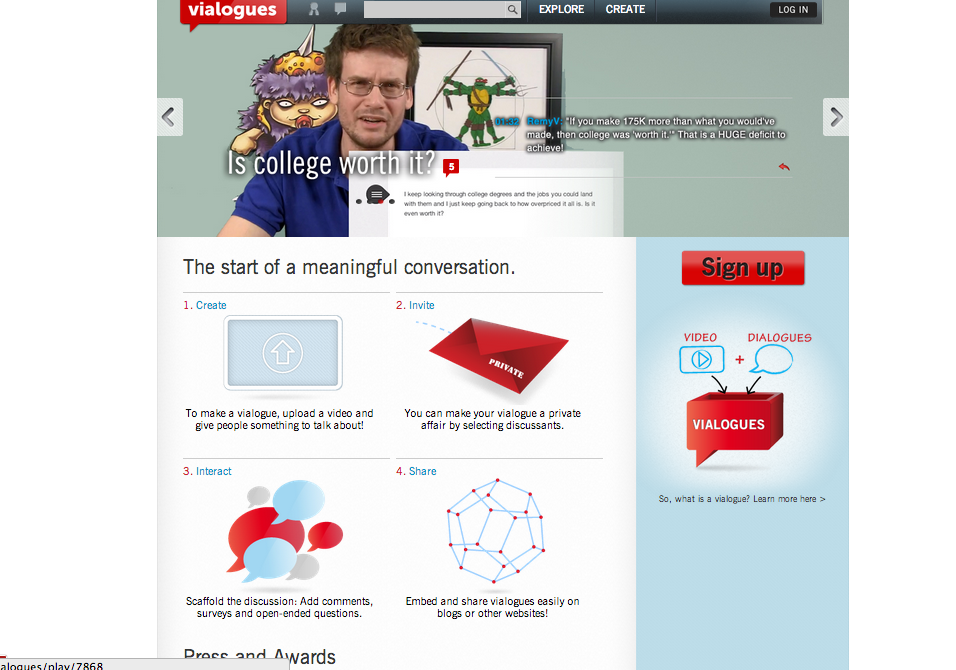 vialogues
EXPLORE
CREATE
LOG IN
01:32 RemyV: "If you make 175K more than what you would've
made, then college was 'worth it.'" That is a HUGE deficit to
achieve!
Is college worth it?
5
I keep looking through college degrees and the jobs you could land
with them and I just keep going back to how overpriced it all is. Is it
even worth it?
The start of a meaningful conversation.
1. Create
To make a vialogue, upload a video and
give people something to talk about!
2. Invite
PRIVATE
You can make your vialogue a private
affair by selecting discussants.
3. Interact
Scaffold the discussion: Add comments,
surveys and open-ended questions.
4. Share
Embed and share vialogues easily on
blogs or other websites!
Press and Awards
Sign up
VIDEO
DIALOGUES
+
VIALOGUES
So, what is a vialogue? Learn more here >
alogues/play/7868